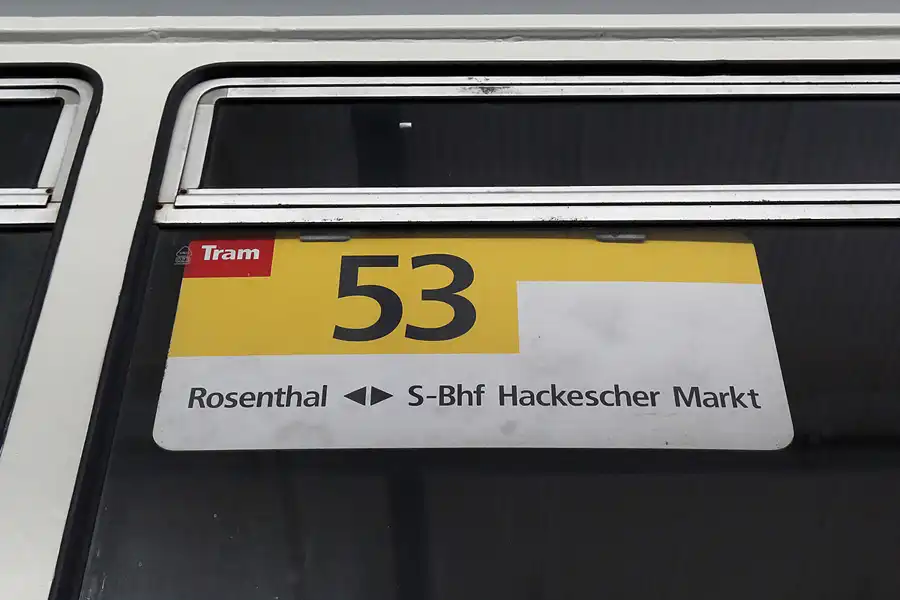 Tram
53
Rosenthal ◀▶ S-Bhf Hackescher Markt